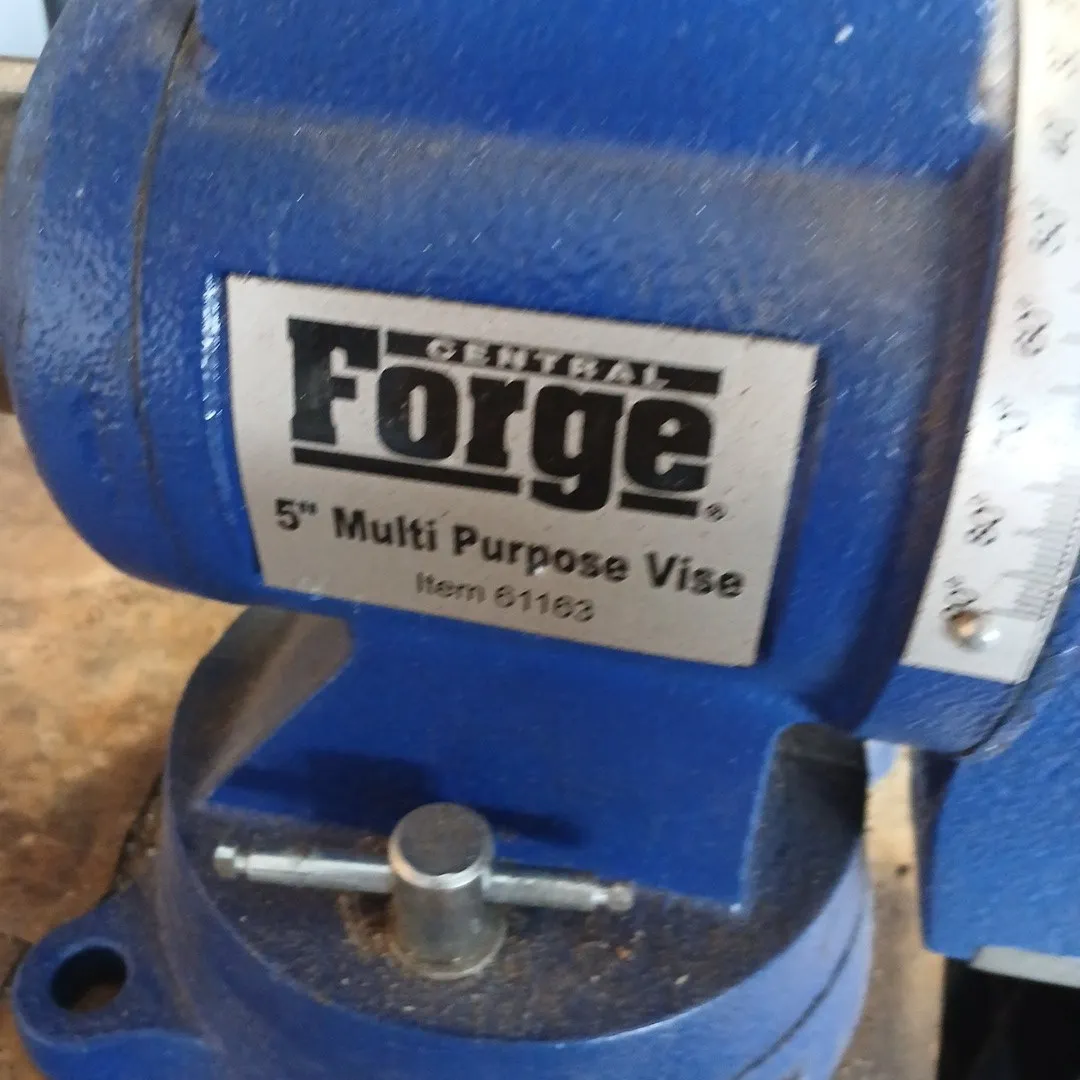 CENTRAL
Forge®
5" Multi Purpose Vise
Item 61163